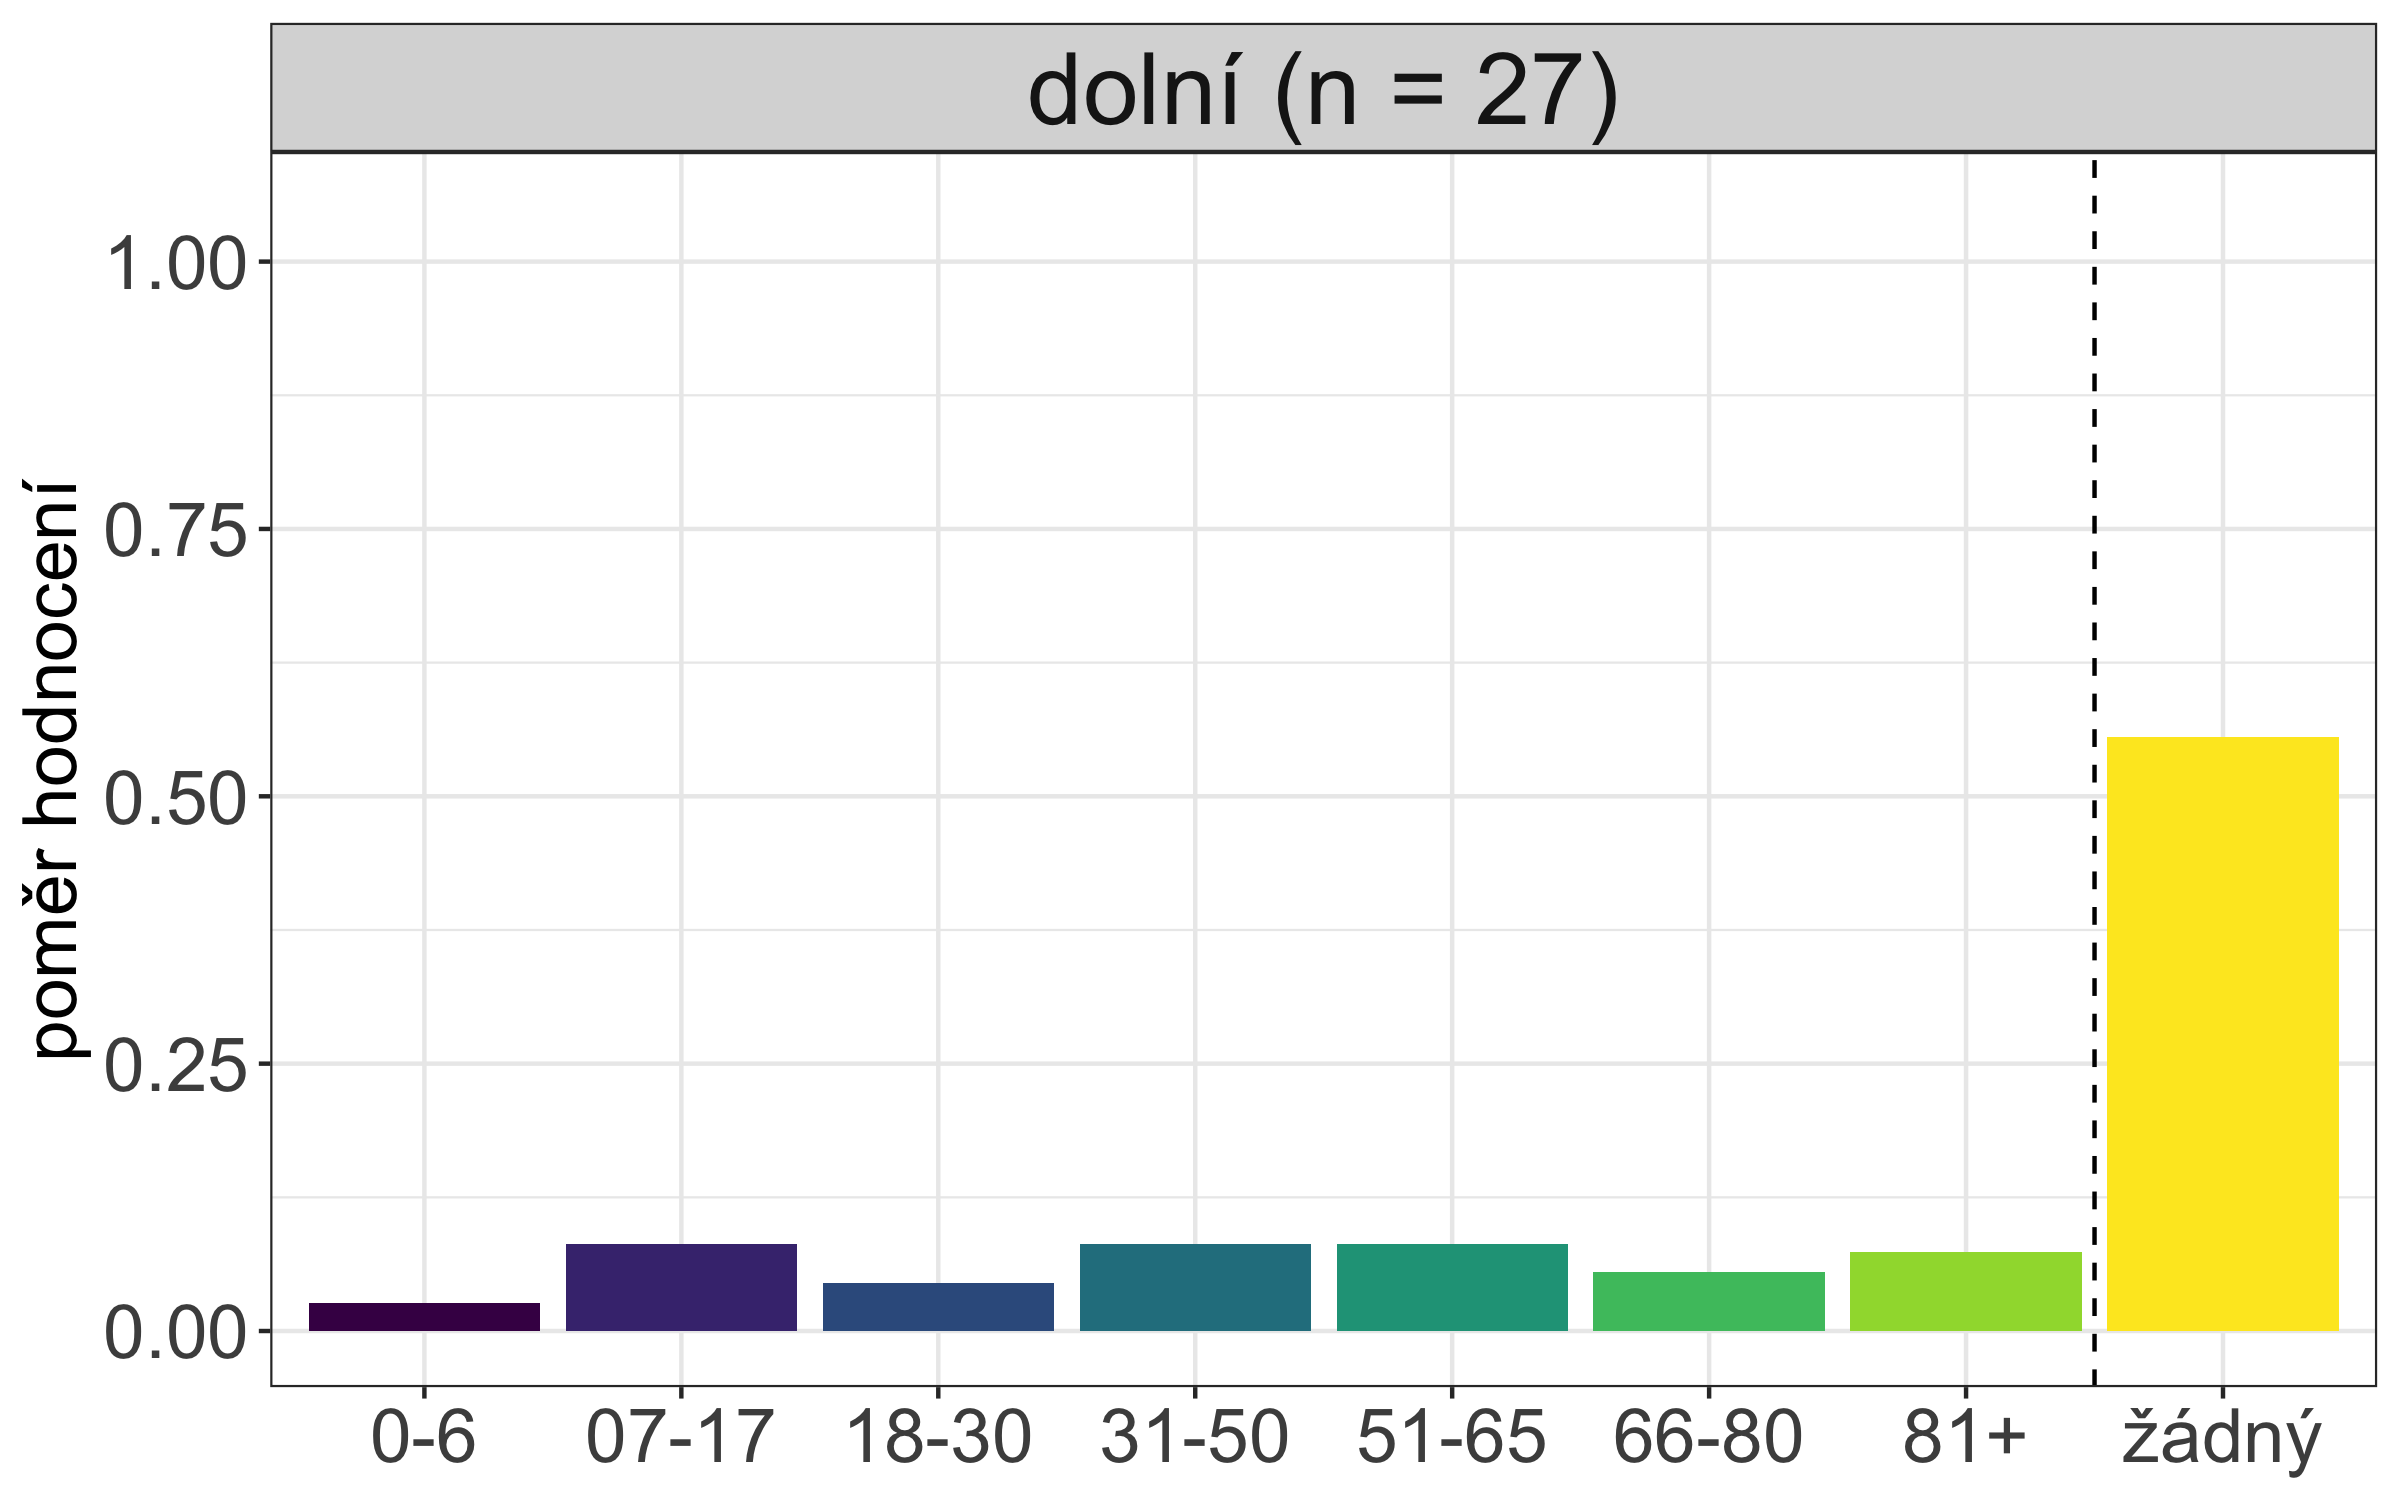 dolní (n = 27)
poměr hodnocení
1.00
0.75
0.50
0.25
0.00
0-6 07-17 18-30 31-50 51-65 66-80 81+ žádný